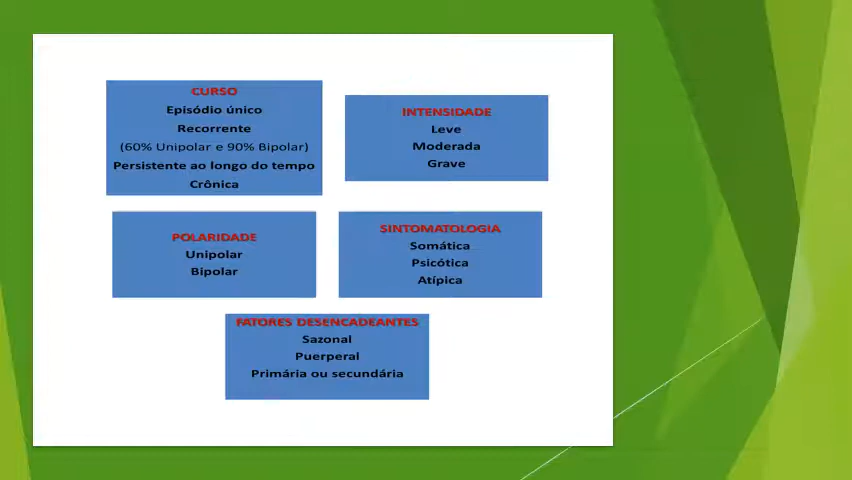 CURSO
Episódio único
Recorrente
(60% Unipolar e 90% Bipolar)
Persistente ao longo do tempo
Crônica
INTENSIDADE
Leve
Moderada
Grave
POLARIDADE
Unipolar
Bipolar
SINTOMATOLOGIA
Somática
Psicótica
Atípica
FATORES DESENCADEANTES
Sazonal
Puerperal
Primária ou secundária